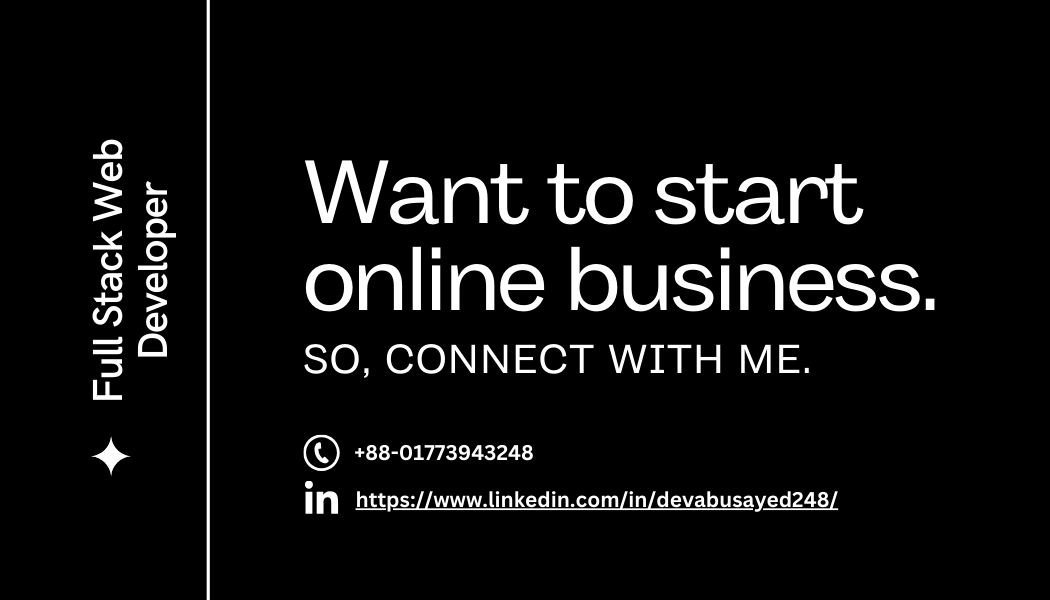 Full Stack Web
Developer
Want to start
online business.
SO, CONNECT WITH ME.
+88-01773943248
in https://www.linkedin.com/in/devabusayed248/